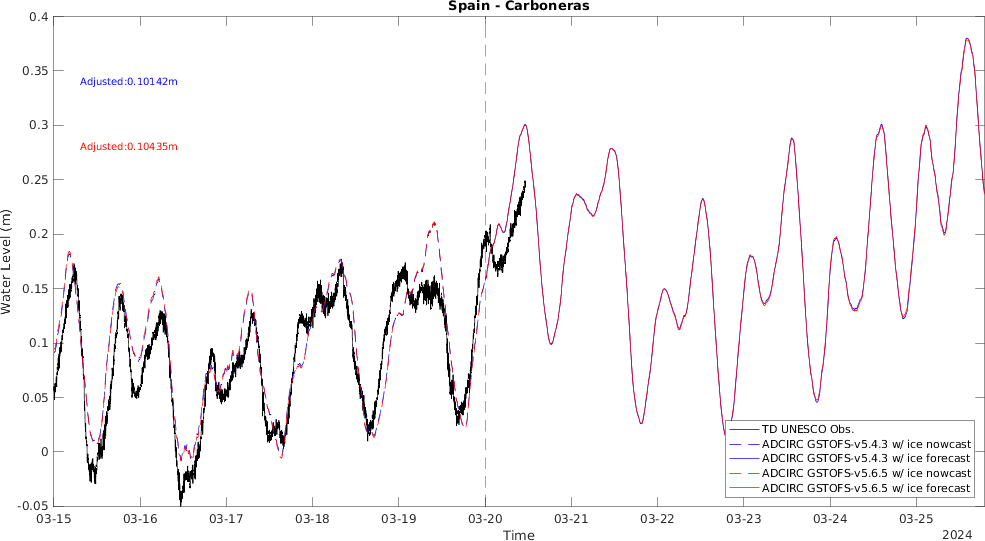 Spain - Carboneras
0.4
0.35
0.3
0.25
0.2
0.15
0.1
0.05
0
-0.05
Water Level (m)
Adjusted:0.10142m
Adjusted:0.10435m
TD UNESCO Obs.
ADCIRC GSTOFS-v5.4.3 w/ ice nowcast
ADCIRC GSTOFS-v5.4.3 w/ ice forecast
ADCIRC GSTOFS-v5.6.5 w/ ice nowcast
ADCIRC GSTOFS-v5.6.5 w/ ice forecast
03-15 03-16 03-17 03-18 03-19 03-20 03-21 03-22 03-23 03-24 03-25
Time
2024